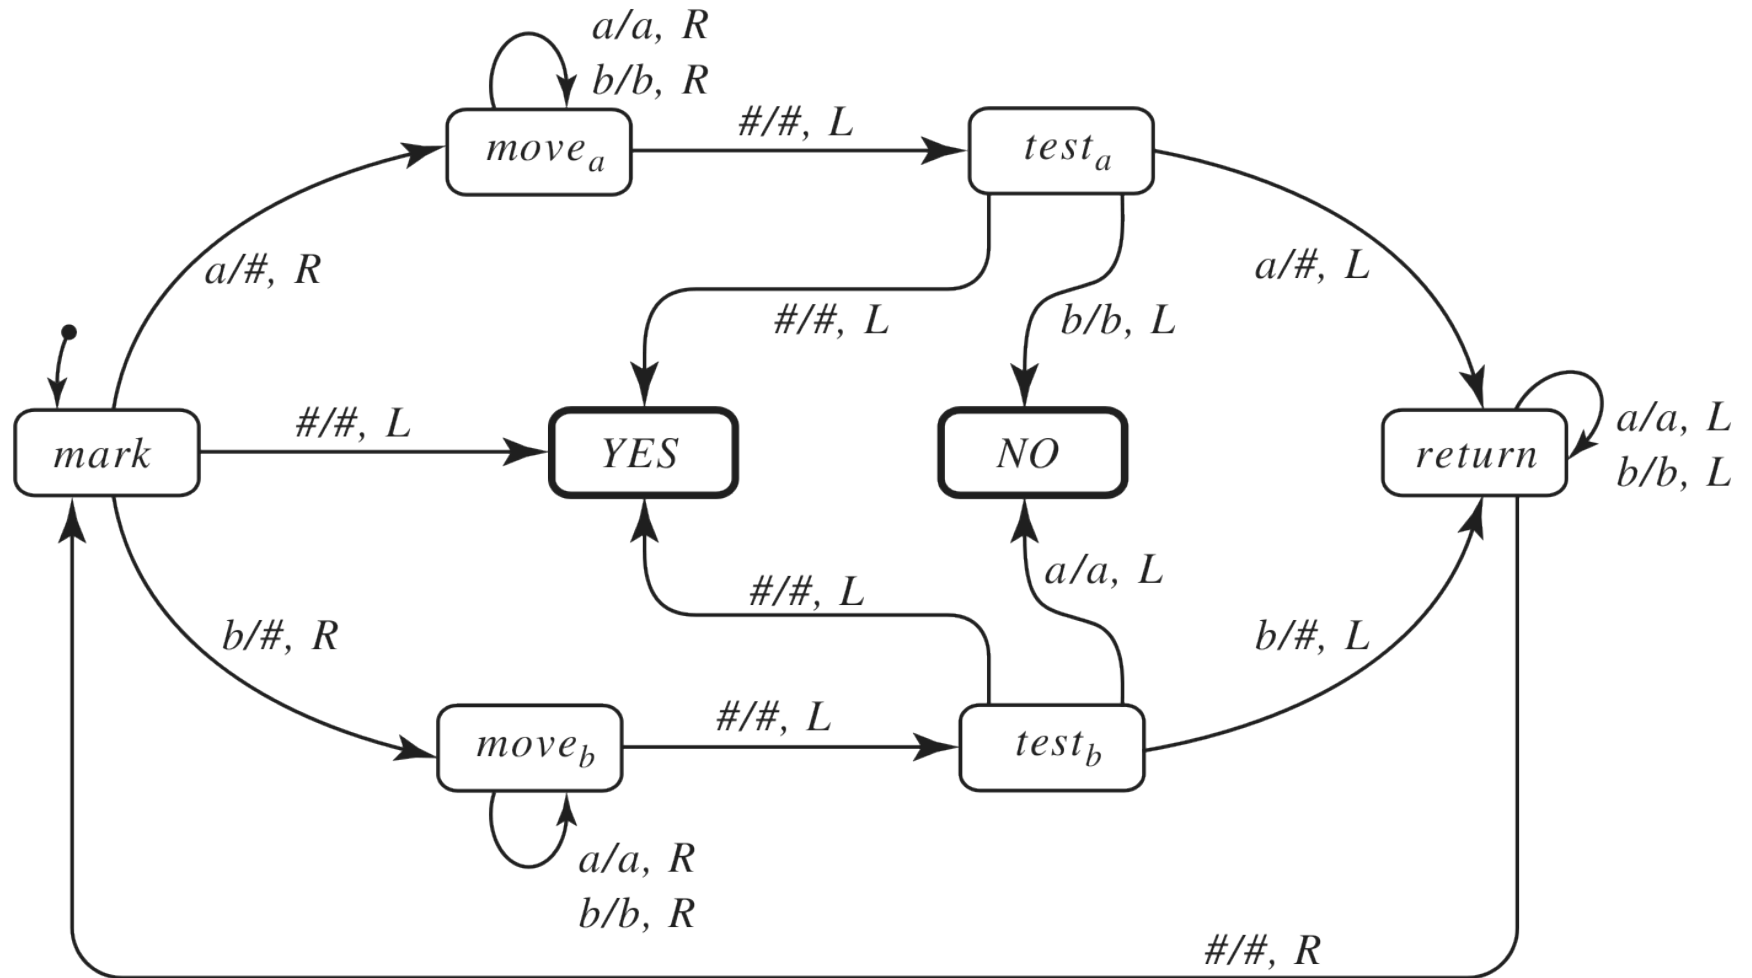 a/a, R
b/b, R
#/#, L
move_a
test_a
a/#, R
a/#, L
#/#, L
b/b, L
mark
#/#, L
YES
NO
return
a/a, L
b/b, L
#/#, L
a/a, L
b/#, R
b/#, L
move_b
#/#, L
test_b
a/a, R
b/b, R
#/#, R